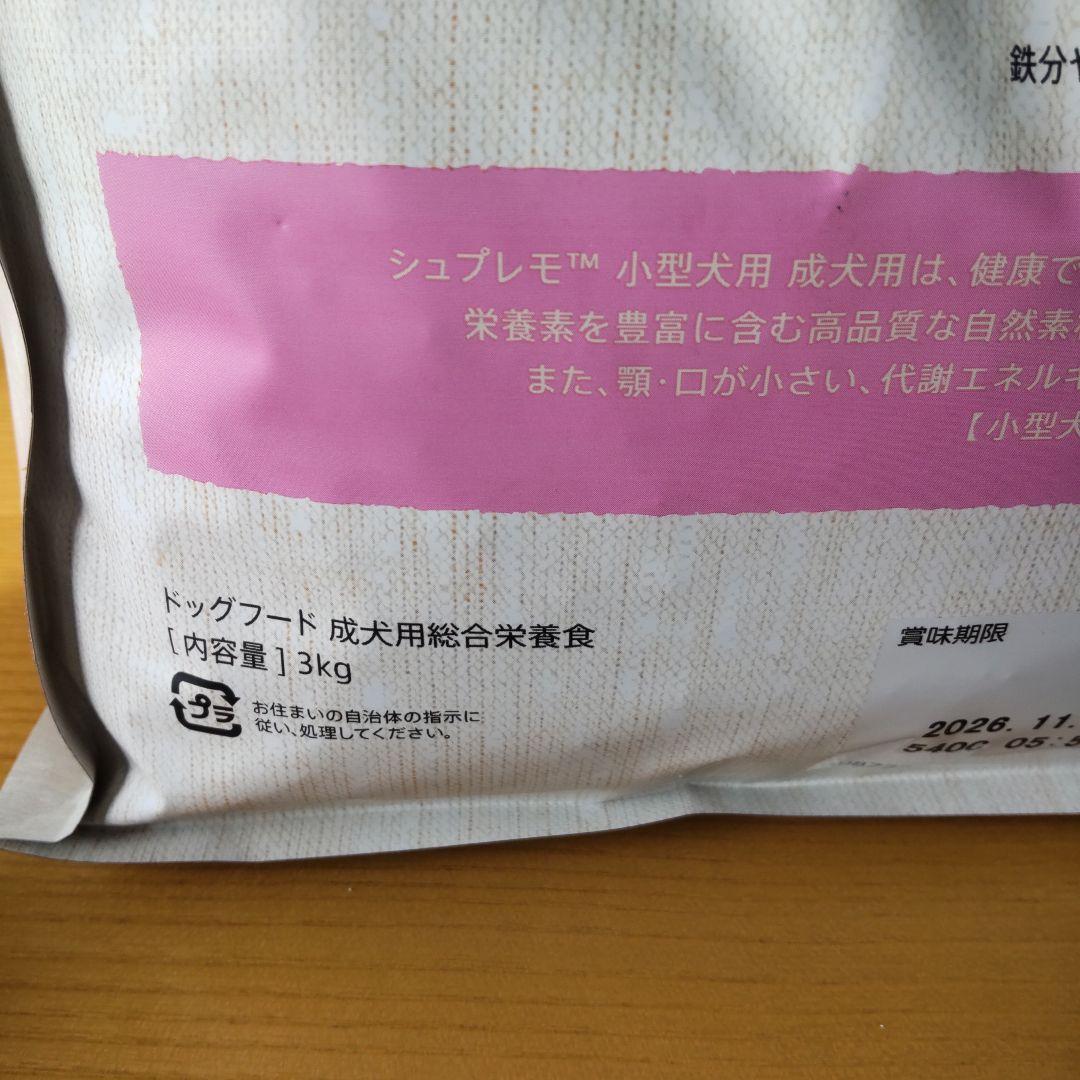 鉄分
シュプレモ™ 小型犬用 成犬用は、健康で
栄養素を豊富に含む高品質な自然素
また、顎・口が小さい、代謝エネルギ
【小型犬
ドッグフード 成犬用総合栄養食
[内容量] 3kg
プラ
お住まいの自治体の指示に
従い、処理してください。
賞味期限
2026. 11.
540C 05:5